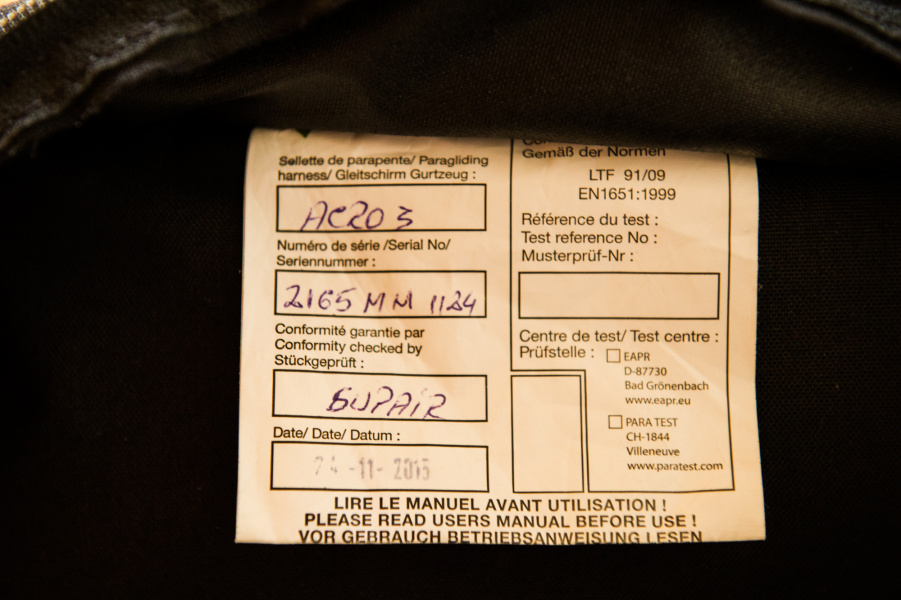 Sellette de parapente/ Paragliding
harness/ Gleitschirm Gurtzeug :
ACRO 3
Numéro de série /Serial No/
Seriennummer :
2165 MM 1124
Conformité garantie par
Conformity checked by
Stückgeprüft :
SUPAIR
Date/ Date/ Datum :
24-11-2015
Gemäß der Normen
LTF 91/09
EN1651:1999
Référence du test :
Test reference No :
Musterprüf-Nr :
Centre de test/ Test centre :
Prüfstelle :
EAPR
D-87730
Bad Grönenbach
www.eapr.eu
PARA TEST
CH-1844
Villeneuve
www.paratest.com
LIRE LE MANUEL AVANT UTILISATION !
PLEASE READ USERS MANUAL BEFORE USE !
VOR GEBRAUCH BETRIEBSANWEISUNG LESEN